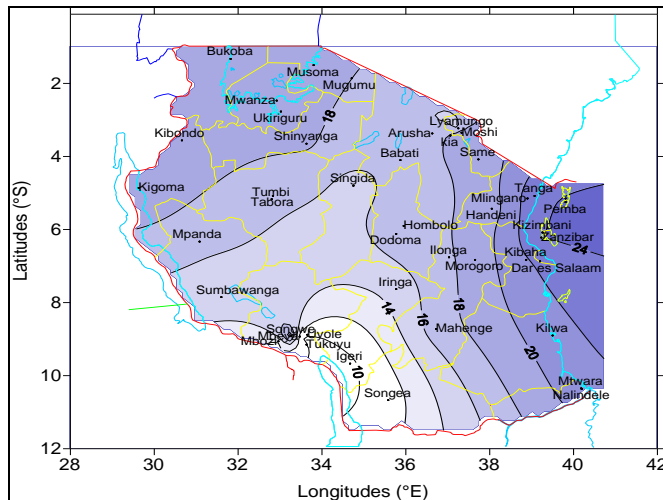 Bukoba
Musoma
Mugumu
Mwanza
Ukiriguru
Shinyanga
18
Kibondo
Lyamungo
Arusha
Moshi
kia
Same
Babati
Singida
Kigoma
Tumbi
Tabora
Tanga
Mlingano
Handeni
Pemba
Kizimbani
Zanzibar
24
Mpanda
Hombolo
Dodoma
Ilonga
Morogoro
Kibaha
Dar es Salaam
Sumbawanga
Iringa
14
16
18
20
Mahenge
Kilwa
Songwe
Mbeya
Mbozi
Uyole
Tukuyu
Igeri
10
Songea
Mtwara
Nalindele
2
4
6
8
10
12
28
30
32
34
36
38
40
42
Latitudes (°S)
Longitudes (°E)